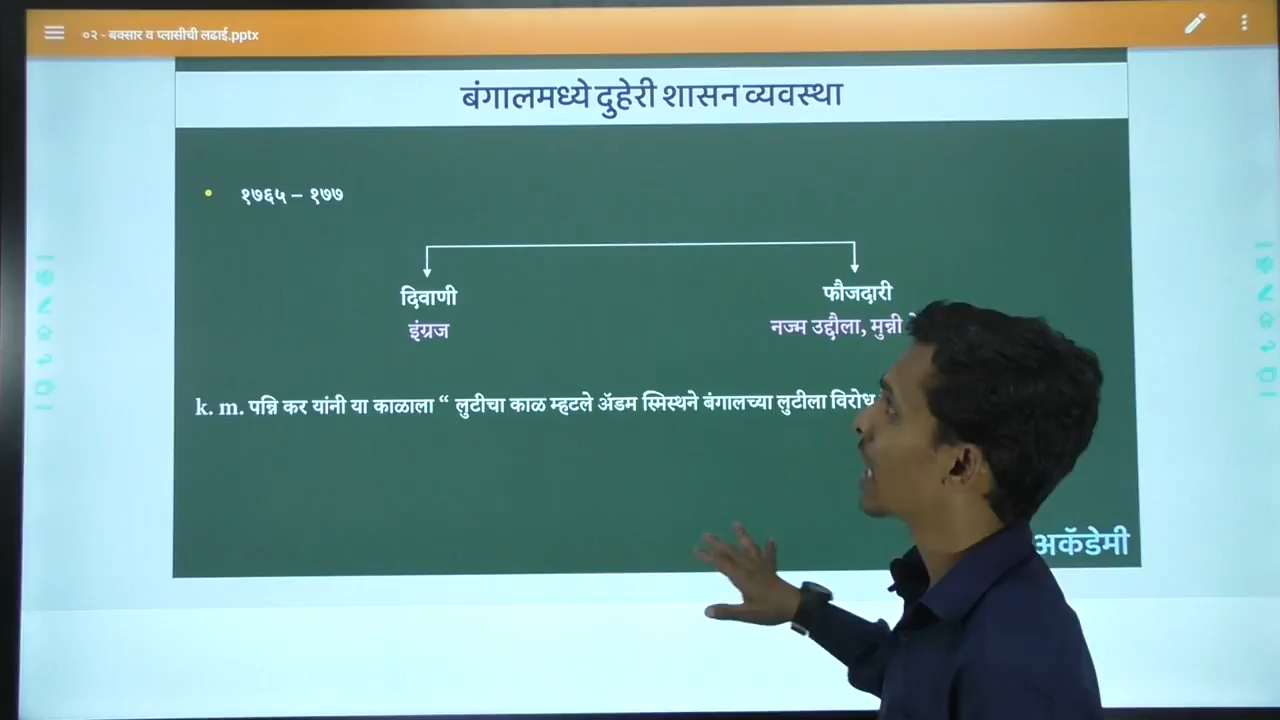 ०२ - बक्सार व प्लासीची लढाई.pptx
बंगालमध्ये दुहेरी शासन व्यवस्था
१७६५ – १७७
दिवाणी
फौजदारी
इंग्रज
नज्म उद्दौला, मुन्नी
k. m. पन्नि कर यांनी या काळाला “ लुटीचा काळ म्हटले ॲडम स्मिस्थने बंगालच्या लुटीला विरोध
अकॅडेमी